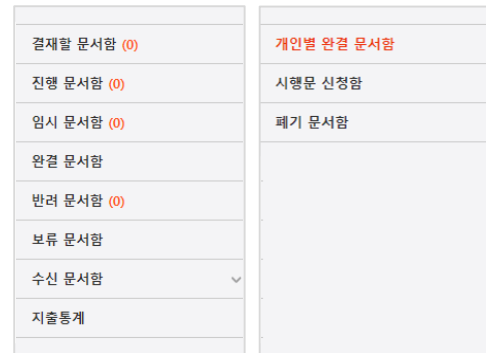 결재할 문서함 (0)
진행 문서함 (0)
임시 문서함 (0)
완결 문서함
반려 문서함 (0)
보류 문서함
수신 문서함
지출통계
개인별 완결 문서함
시행문 신청함
폐기 문서함